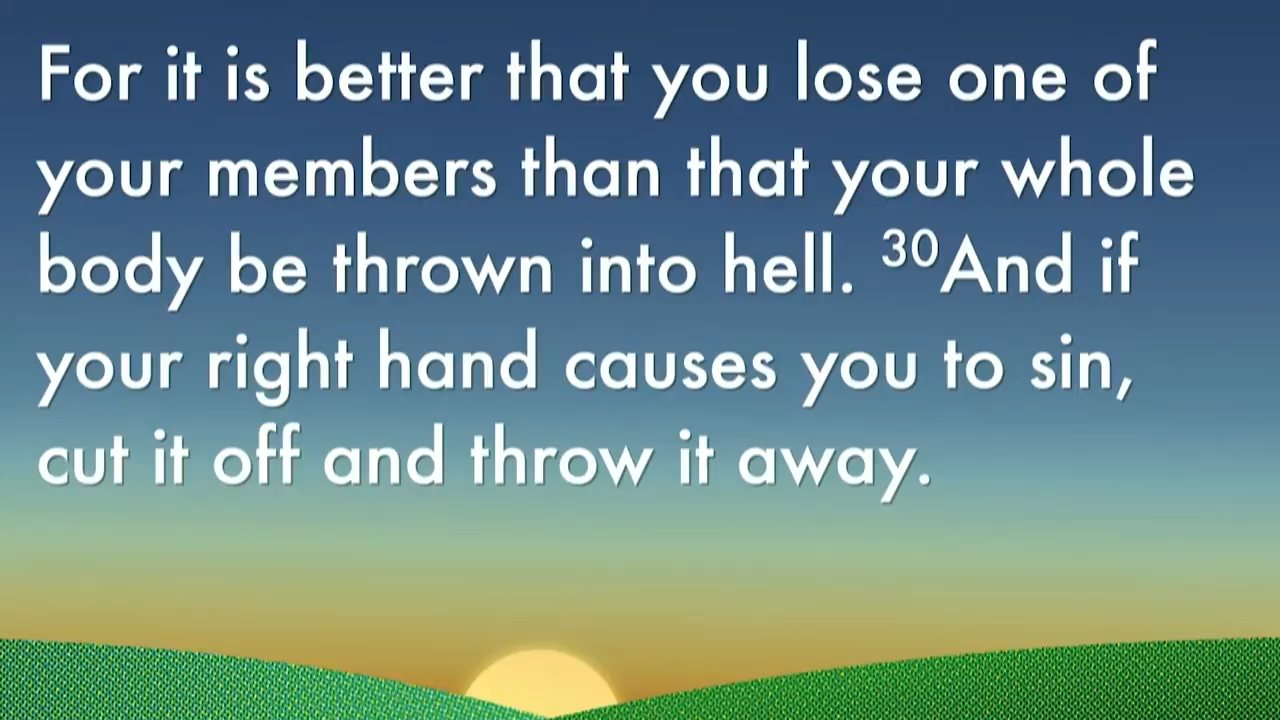 For it is better that you lose one of
your members than that your whole
body be thrown into hell. ³⁰And if
your right hand causes you to sin,
cut it off and throw it away.